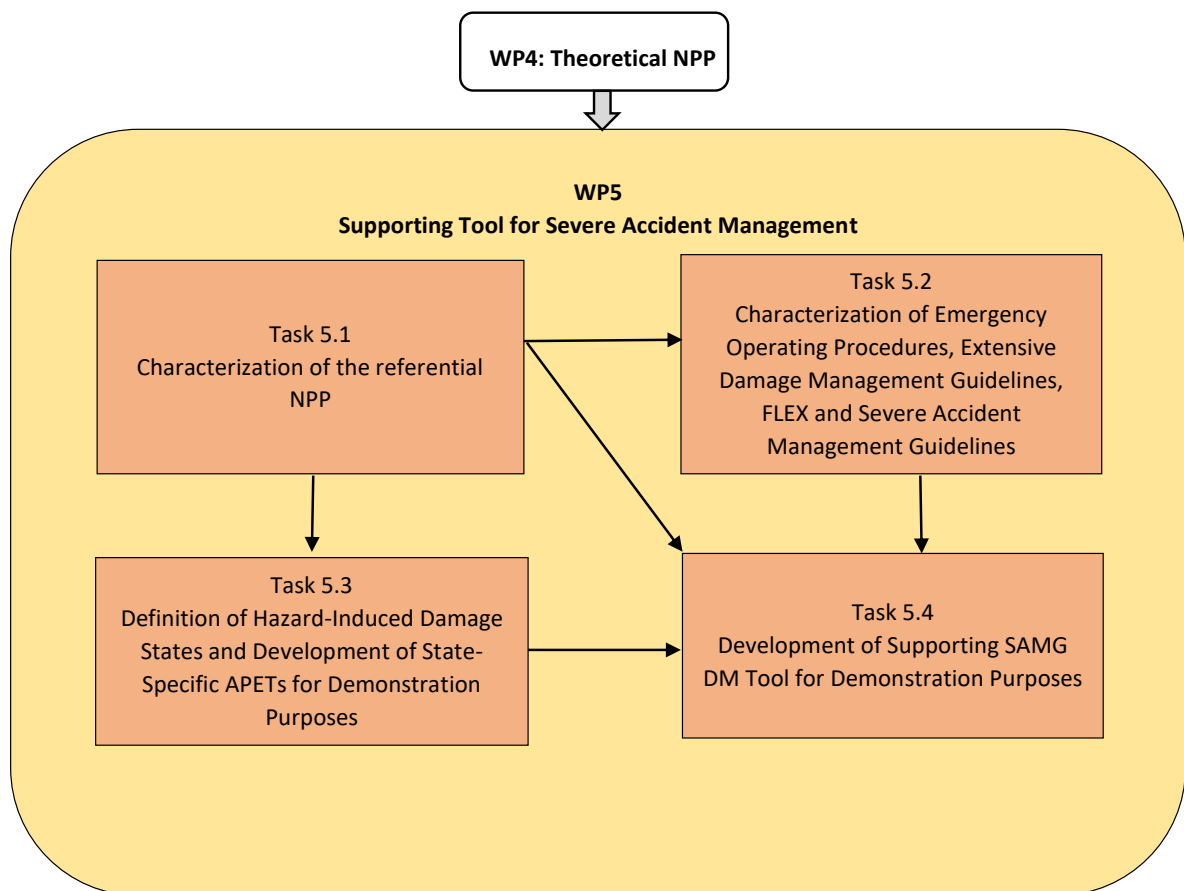 WP4: Theoretical NPP
WP5
Supporting Tool for Severe Accident Management
Task 5.1
Characterization of the referential
NPP
Task 5.2
Characterization of Emergency
Operating Procedures, Extensive
Damage Management Guidelines,
FLEX and Severe Accident
Management Guidelines
Task 5.3
Definition of Hazard-Induced Damage
States and Development of State-
Specific APETs for Demonstration
Purposes
Task 5.4
Development of Supporting SAMG
DM Tool for Demonstration Purposes